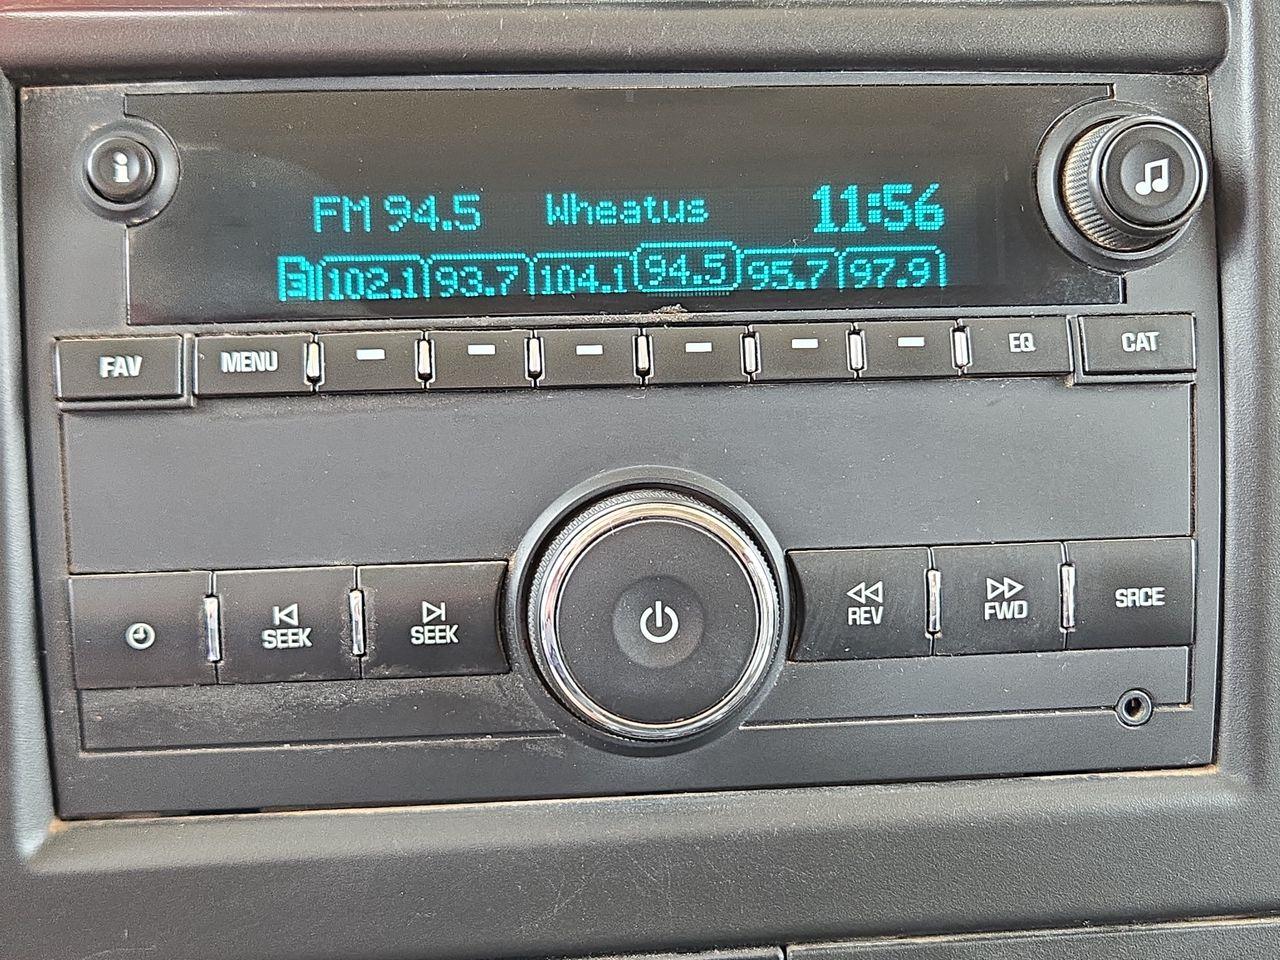 i
FM 94.5 Wheatus 11:56
3 102.1 93.7 104.1 94.5 95.7 97.9
FAV MENU EQ CAT
SEEK SEEK REV FWD SRCE